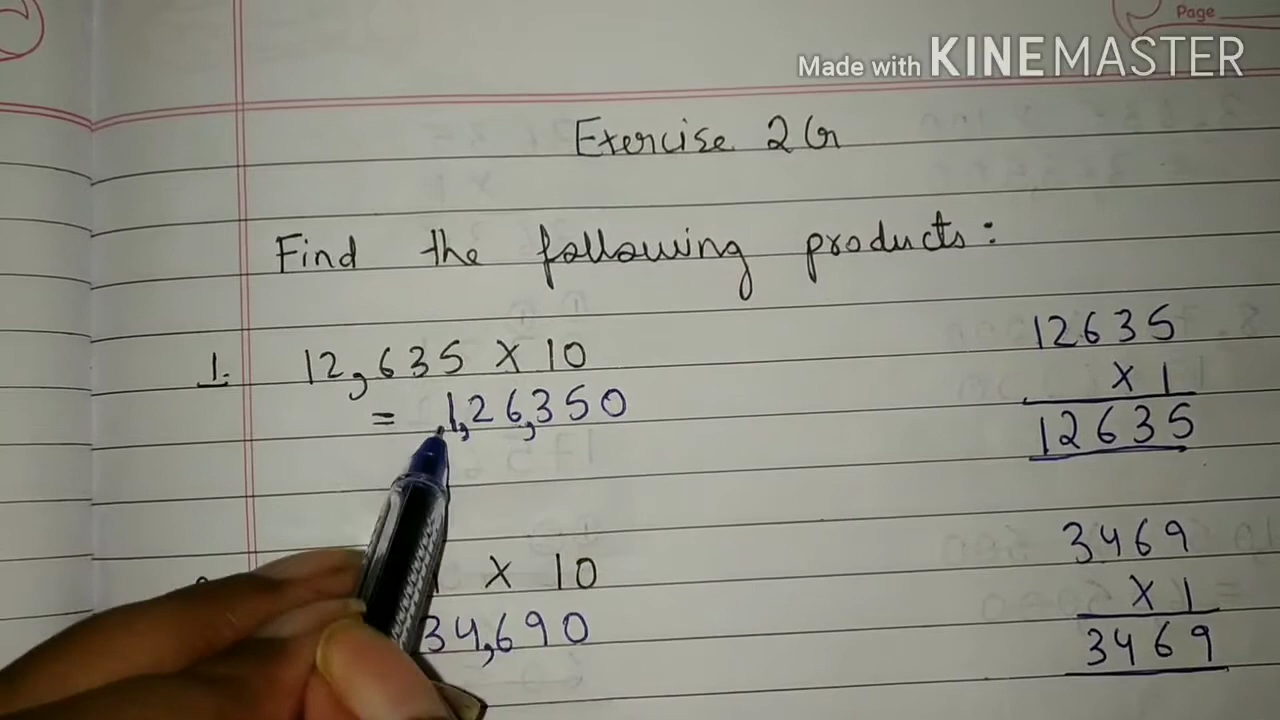 Page
Made with KINEMASTER
Exercise 2G
Find the following products:
1. 12,635 X 10
= 1,26,350
12635
X 1
12635
X 10
34,690
3469
X 1
3469